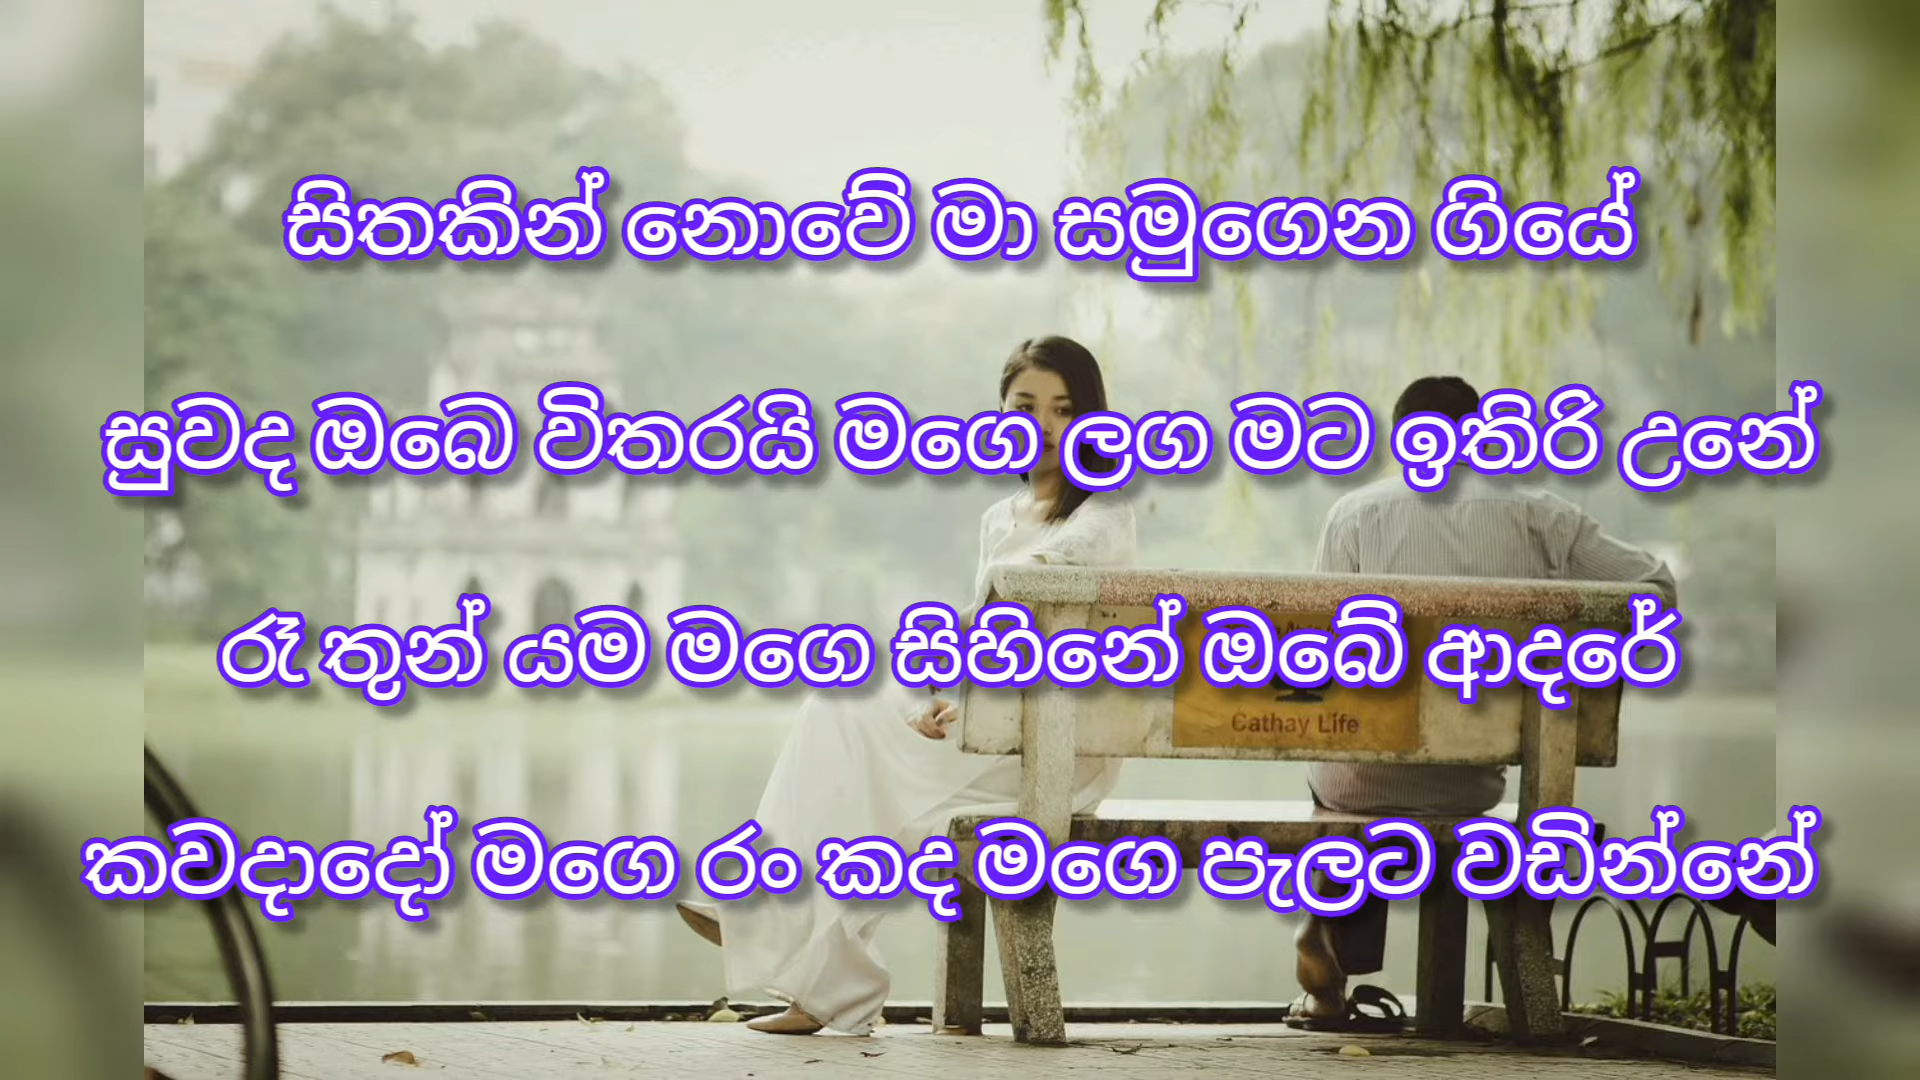 සිතකින් නොවේ මා සමුගෙන ගියේ
සුවද ඔබෙ විතරයි මගෙ ලග මට ඉතිරි උනේ
රෑ තුන් යම මගෙ සිහිනේ ඔබේ ආදරේ
Cathay Life
කවදාදෝ මගෙ රං කද මගෙ පැලට වඩින්නේ